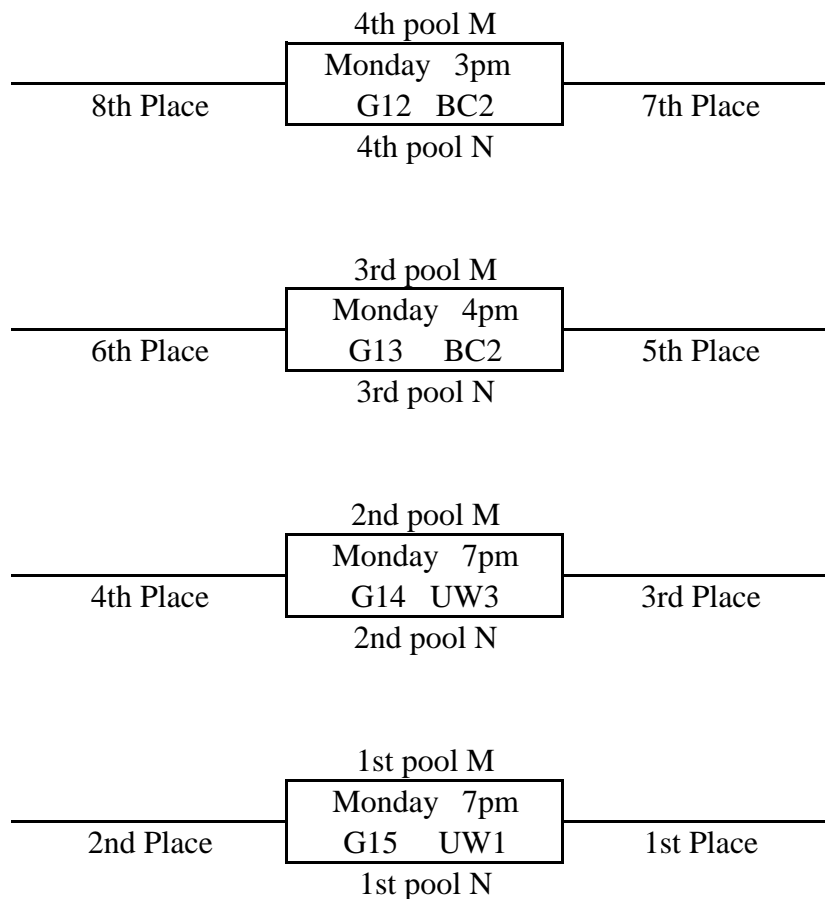 4th pool M
Monday 3pm
8th Place G12 BC2 7th Place
4th pool N
3rd pool M
Monday 4pm
6th Place G13 BC2 5th Place
3rd pool N
2nd pool M
Monday 7pm
4th Place G14 UW3 3rd Place
2nd pool N
1st pool M
Monday 7pm
2nd Place G15 UW1 1st Place
1st pool N